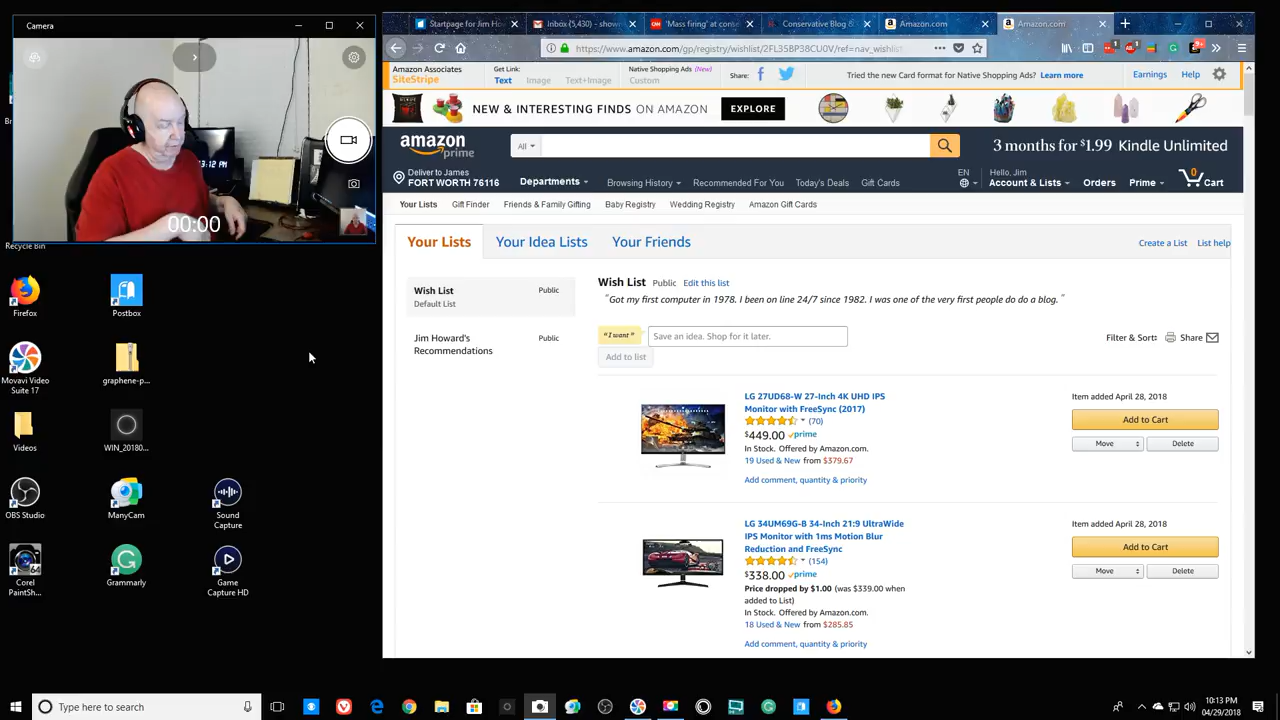 Camera
3:12 PM
00:00
Recycle Bin
Firefox
Postbox
Movavi Video
Suite 17
graphene-p...
Videos
WIN_20180...
OBS Studio
ManyCam
Sound
Capture
Corel
PaintSh...
Grammarly
Game
Capture HD
Startpage for Jim Ho
Inbox (5,430) - show
'Mass firing' at conse
Conservative Blog &
Amazon.com
Amazon.com
https://www.amazon.com/gp/registry/wishlist/2FL35BP38CU0V/ref=nav_wishlis
Amazon Associates
SiteStripe
Get Link:
Text
Image
Text+Image
Native Shopping Ads (New)
Custom
Share:
Tried the new Card format for Native Shopping Ads? Learn more
Earnings
Help
NEW & INTERESTING FINDS ON AMAZON
EXPLORE
amazon
prime
All
3 months for $1.99 Kindle Unlimited
Deliver to James
FORT WORTH 76116
Departments
Browsing History
Recommended For You
Today's Deals
Gift Cards
EN
Hello, Jim
Account & Lists
Orders
Prime
0
Cart
Your Lists
Gift Finder
Friends & Family Gifting
Baby Registry
Wedding Registry
Amazon Gift Cards
Your Lists
Your Idea Lists
Your Friends
Create a List
List help
Wish List
Public
Default List
Jim Howard's
Recommendations
Public
Wish List Public Edit this list
"Got my first computer in 1978. I been on line 24/7 since 1982. I was one of the very first people do do a blog. "
"I want"
Save an idea. Shop for it later.
Add to list
Filter & Sort:
Share
LG 27UD68-W 27-Inch 4K UHD IPS
Monitor with FreeSync (2017)
(70)
$449.00 prime
In Stock. Offered by Amazon.com.
19 Used & New from $379.67
Add comment, quantity & priority
Item added April 28, 2018
Add to Cart
Move
Delete
LG 34UM69G-B 34-Inch 21:9 UltraWide
IPS Monitor with 1ms Motion Blur
Reduction and FreeSync
(154)
$338.00 prime
Price dropped by $1.00 (was $339.00 when
added to List)
In Stock. Offered by Amazon.com.
18 Used & New from $285.85
Add comment, quantity & priority
Item added April 28, 2018
Add to Cart
Move
Delete
Type here to search
10:13 PM
04/29/2018